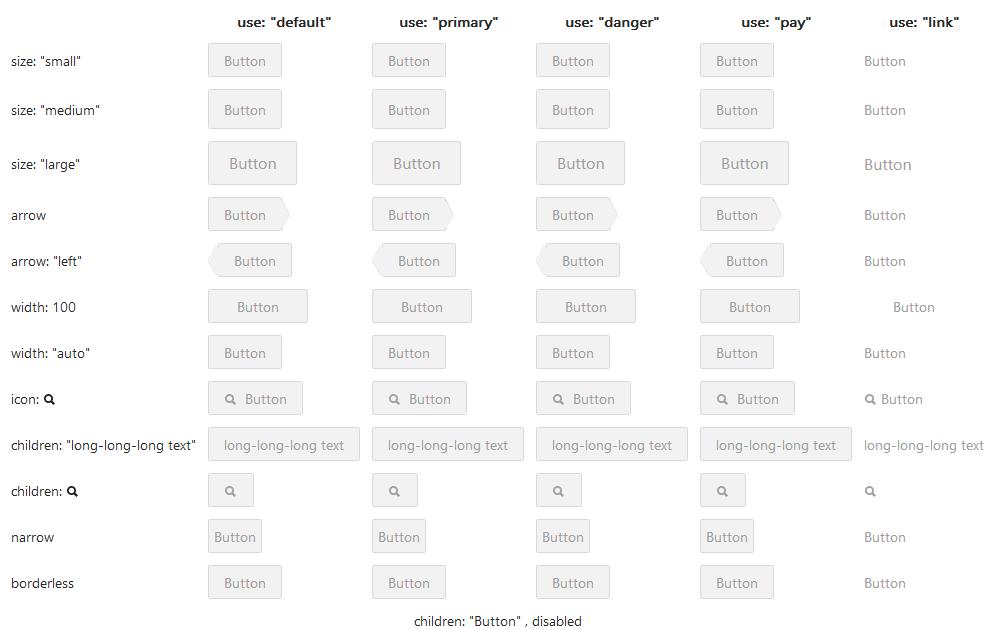 use: "default" use: "primary" use: "danger" use: "pay" use: "link"
size: "small" Button Button Button Button Button
size: "medium" Button Button Button Button Button
size: "large" Button Button Button Button Button
arrow Button Button Button Button Button
arrow: "left" Button Button Button Button Button
width: 100 Button Button Button Button Button
width: "auto" Button Button Button Button Button
icon: Button Button Button Button Button
children: "long-long-long text" long-long-long text long-long-long text long-long-long text long-long-long text long-long-long text
children:
narrow Button Button Button Button Button
borderless Button Button Button Button Button
children: "Button" , disabled